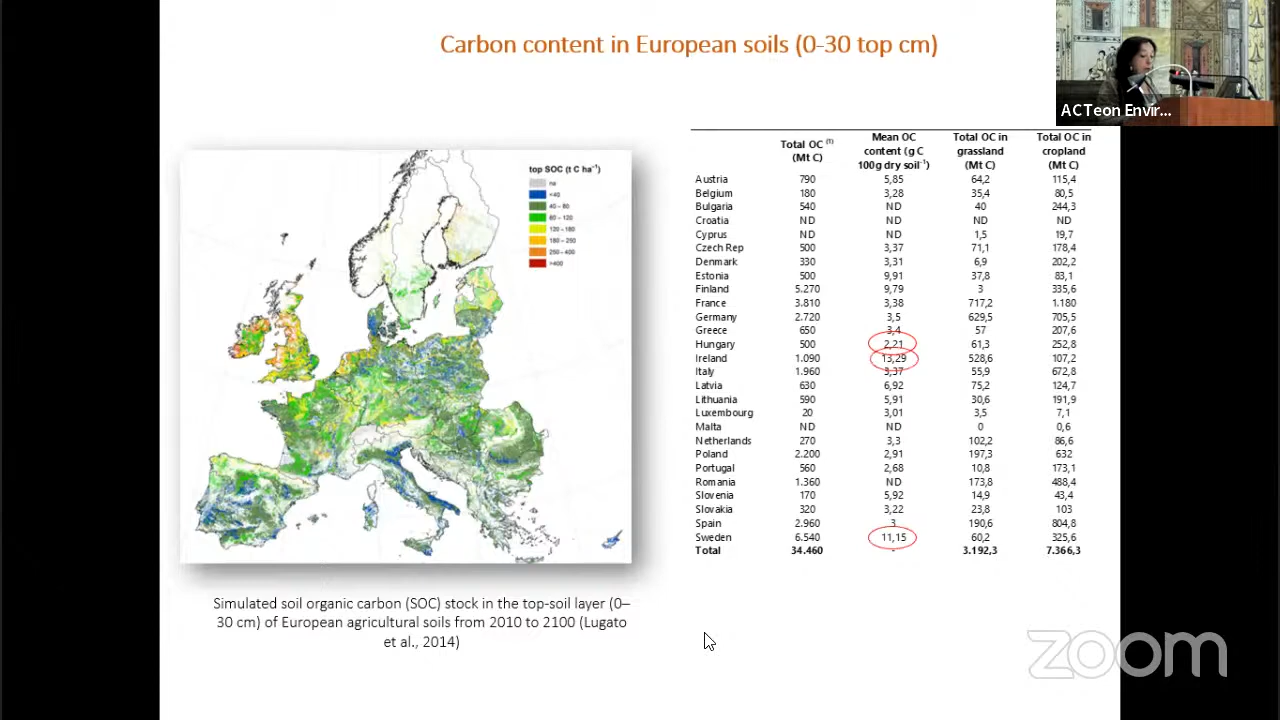 Carbon content in European soils (0-30 top cm)
ACTeon Envir...
top SOC (t C ha⁻¹)
na
<40
40 – 80
80 – 120
120 – 180
180 – 250
250 – 400
>400
Simulated soil organic carbon (SOC) stock in the top-soil layer (0–
30 cm) of European agricultural soils from 2010 to 2100 (Lugato
et al., 2014)
Total OC ⁽¹⁾ (Mt C) Mean OC content (g C 100g dry soil⁻¹) Total OC in grassland (Mt C) Total OC in cropland (Mt C)
Austria 790 5,85 64,2 115,4
Belgium 180 3,28 35,4 80,5
Bulgaria 540 ND 40 244,3
Croatia ND ND ND ND
Cyprus ND ND 1,5 19,7
Czech Rep 500 3,37 71,1 178,4
Denmark 330 3,31 6,9 202,2
Estonia 500 9,91 37,8 83,1
Finland 5.270 9,79 3 335,6
France 3.810 3,38 717,2 1.180
Germany 2.720 3,5 629,5 705,5
Greece 650 3,4 57 207,6
Hungary 500 2,21 61,3 252,8
Ireland 1.090 13,29 528,6 107,2
Italy 1.960 3,37 55,9 672,8
Latvia 630 6,92 75,2 124,7
Lithuania 590 5,91 30,6 191,9
Luxembourg 20 3,01 3,5 7,1
Malta ND ND 0 0,6
Netherlands 270 3,3 102,2 86,6
Poland 2.200 2,91 197,3 632
Portugal 560 2,68 10,8 173,1
Romania 1.360 ND 173,8 488,4
Slovenia 170 5,92 14,9 43,4
Slovakia 320 3,22 23,8 103
Spain 2.960 3 190,6 804,8
Sweden 6.540 11,15 60,2 325,6
Total 34.460 - 3.192,3 7.366,3
zoom